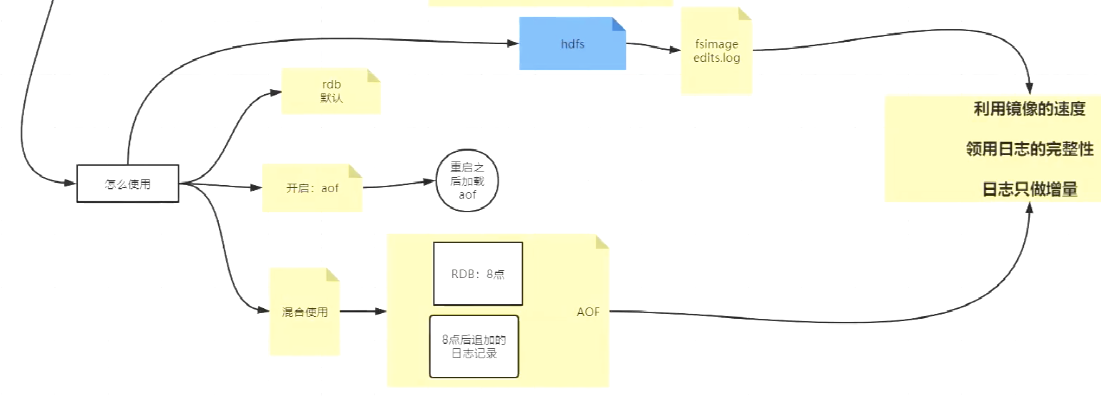 hdfs
fsimage
edits.log
利用镜像的速度
领用日志的完整性
日志只做增量
rdb
默认
怎么使用
开启：aof
重启之
后加载
aof
混合使用
RDB：8点
AOF
8点后追加的
日志记录